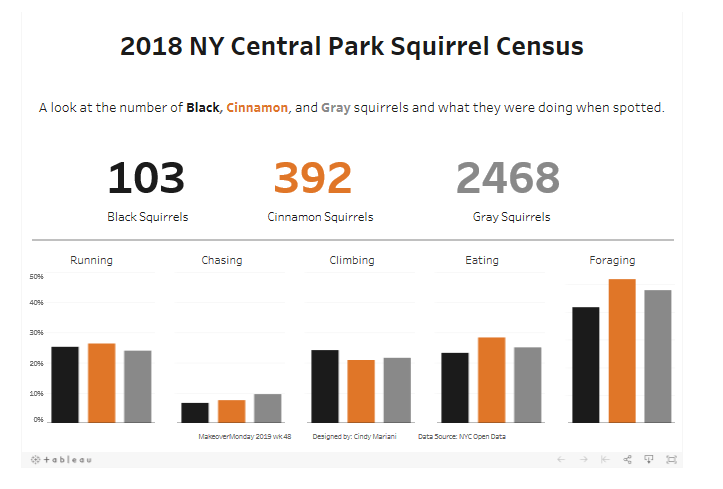 2018 NY Central Park Squirrel Census
A look at the number of Black, Cinnamon, and Gray squirrels and what they were doing when spotted.
103 392 2468
Black Squirrels Cinnamon Squirrels Gray Squirrels
Running Chasing Climbing Eating Foraging
50%
40%
30%
20%
10%
0%
MakeoverMonday 2019 wk 48 Designed by: Cindy Mariani Data Source: NYC Open Data
+ a b l e a u